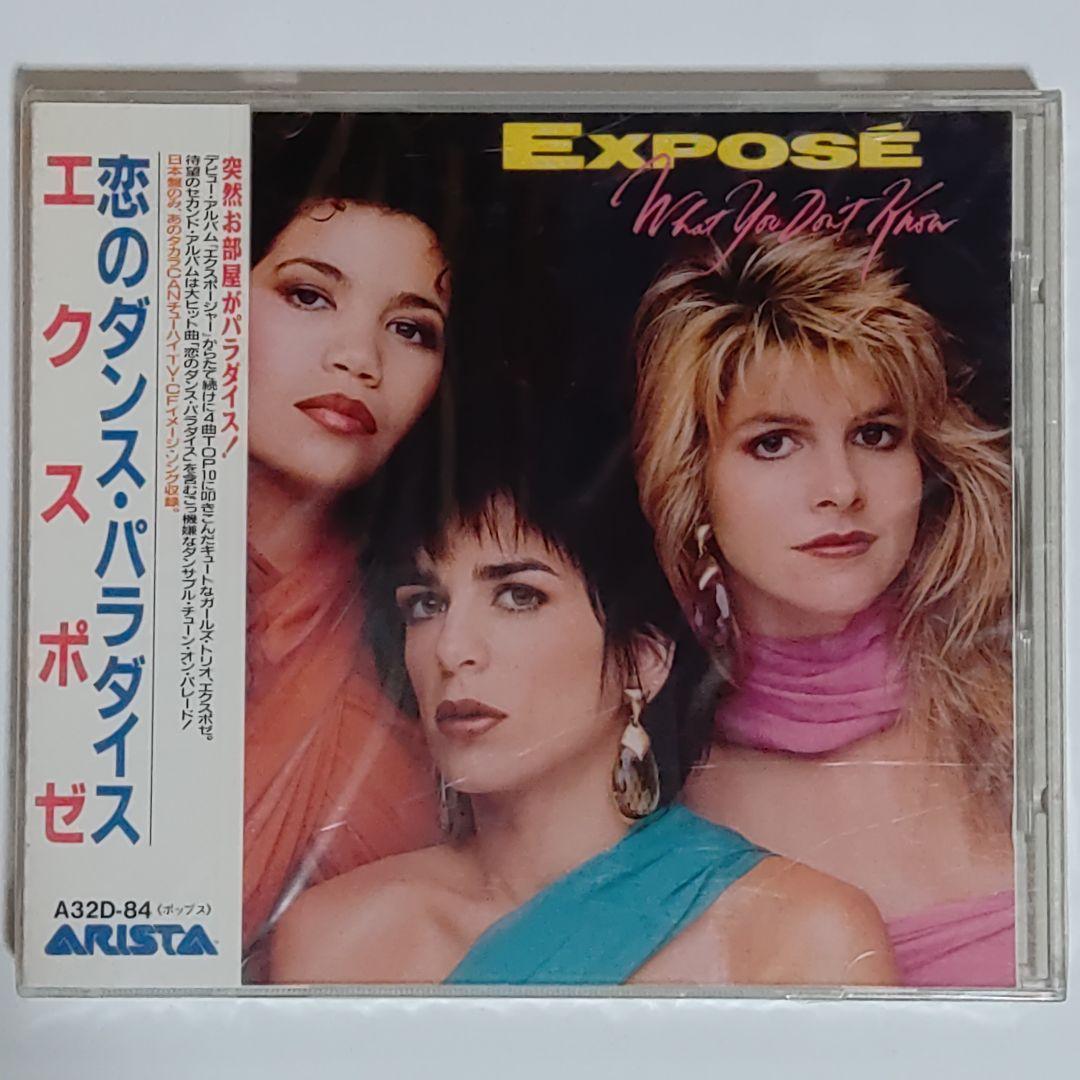 突然お部屋がパラダイス!
デビュー・アルバム「エクスポージャー」からたて続けに4曲TOP10に叩きこんだキュートなガールズ・トリオ、エクスポゼ。
待望のセカンド・アルバムは大ヒット曲「恋のダンス・パラダイス」を含むごっ機嫌なダンサブル・チューン・オン・パレード!
日本盤のみ、あのタカラCANチューハイTV-CFイメージ・ソング収録。
恋のダンス・パラダイス
エクスポゼ
A32D-84〈ポップス〉
ARISTA
EXPOSÉ
What You Don't Know